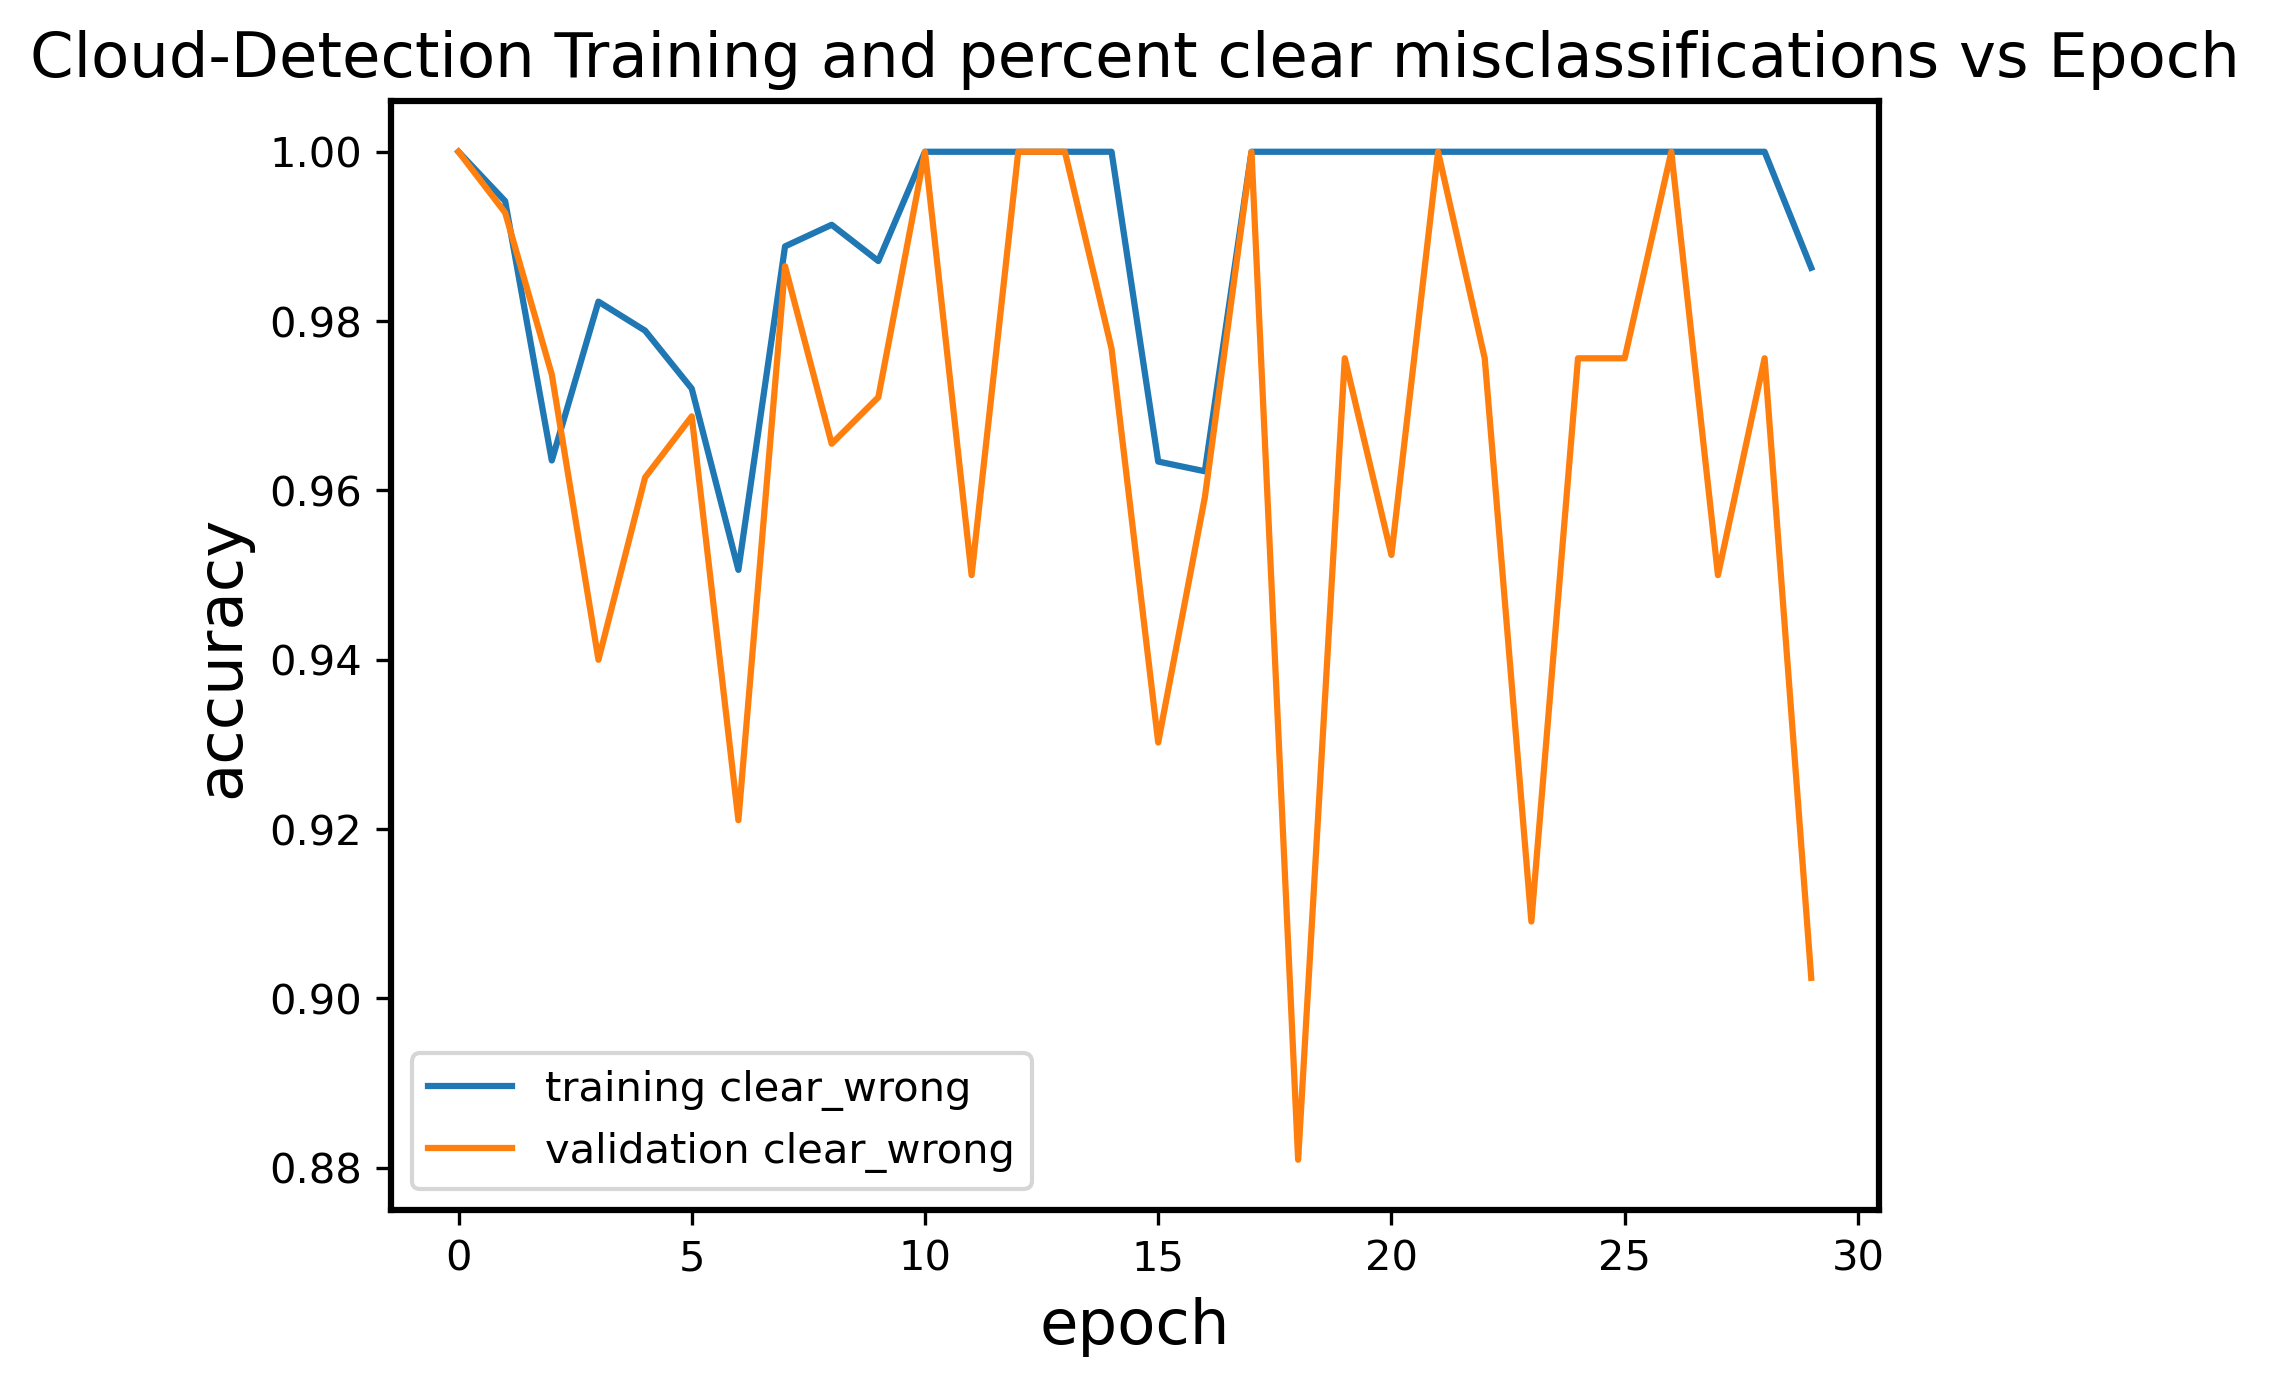 Cloud-Detection Training and percent clear misclassifications vs Epoch
1.00
0.98
0.96
0.94
0.92
0.90
0.88
accuracy
training clear_wrong
validation clear_wrong
0 5 10 15 20 25 30
epoch